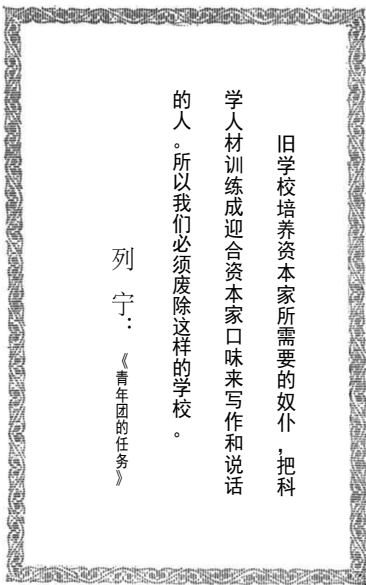 旧学校培养资本家所需要的奴仆，把科
学人材训练成迎合资本家口味来写作和说话
的人。所以我们必须废除这样的学校。
列宁：《青年团的任务》